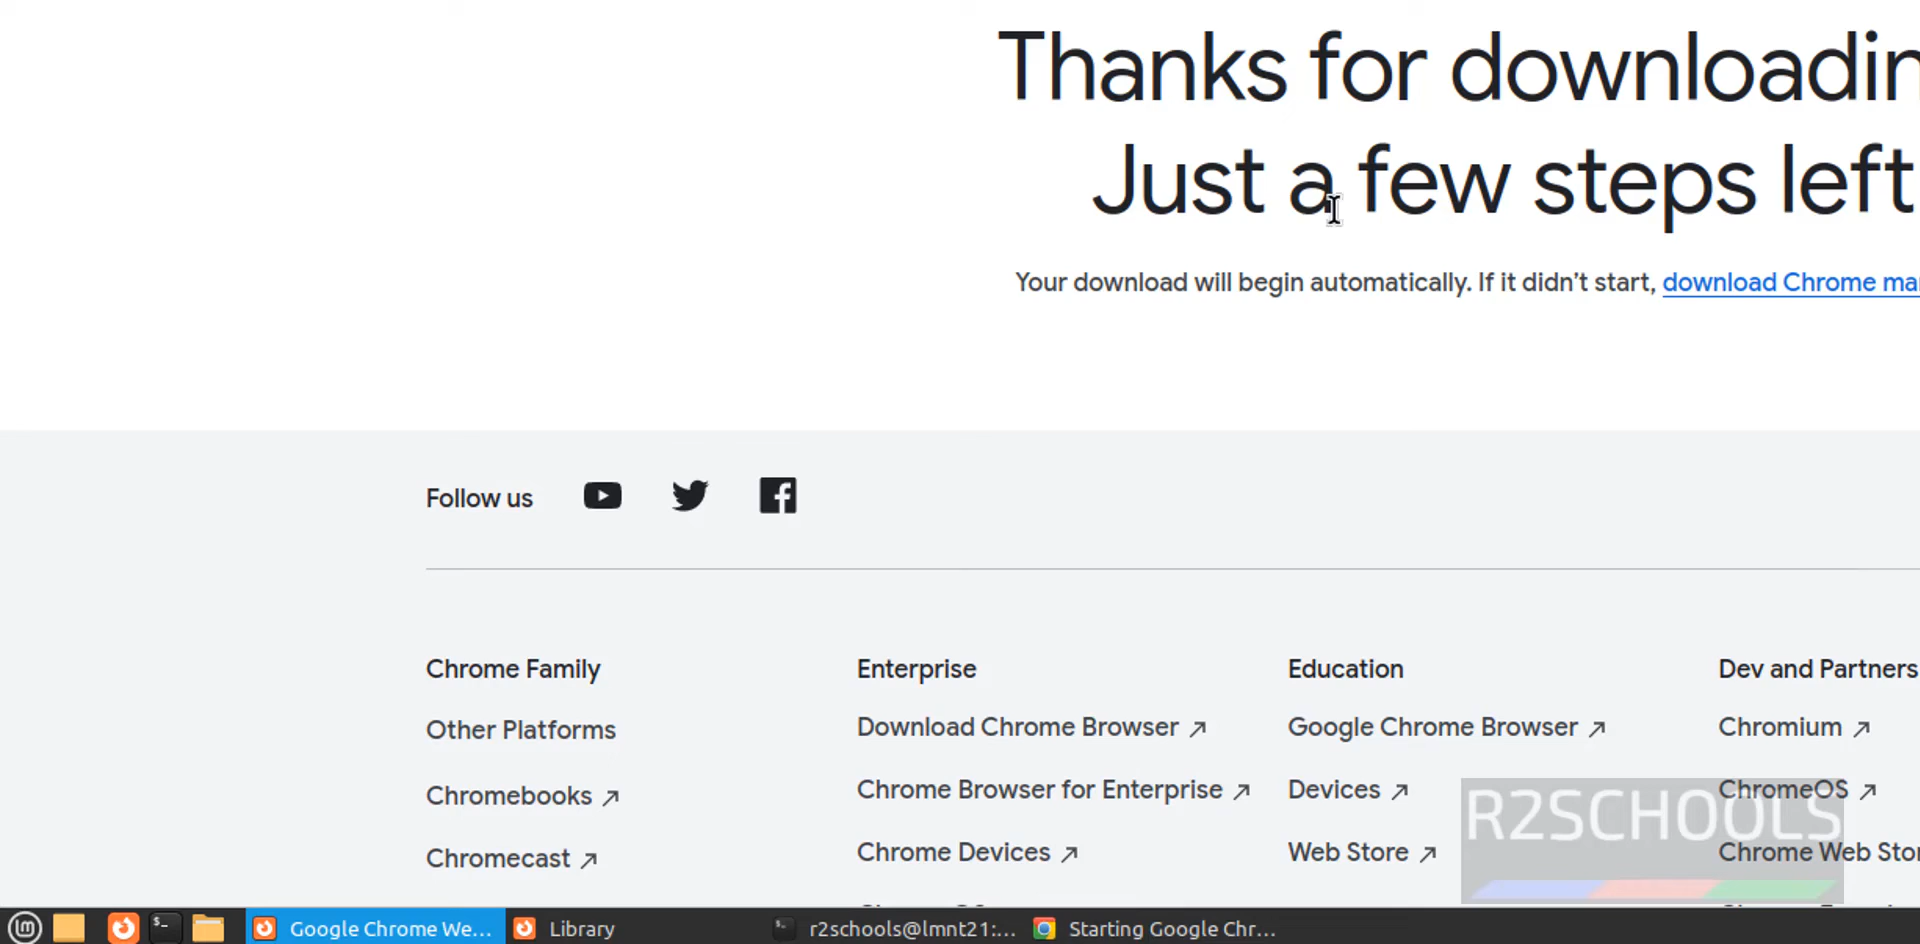 Thanks for downloadin
Just a few steps left
Your download will begin automatically. If it didn’t start, download Chrome ma
Follow us
Chrome Family
Other Platforms
Chromebooks
Chromecast
Enterprise
Download Chrome Browser
Chrome Browser for Enterprise
Chrome Devices
Education
Google Chrome Browser
Devices
Web Store
Dev and Partners
Chromium
ChromeOS
Chrome Web Stor
R2SCHOOLS
Google Chrome We...
Library
r2schools@lmnt21:...
Starting Google Chr...